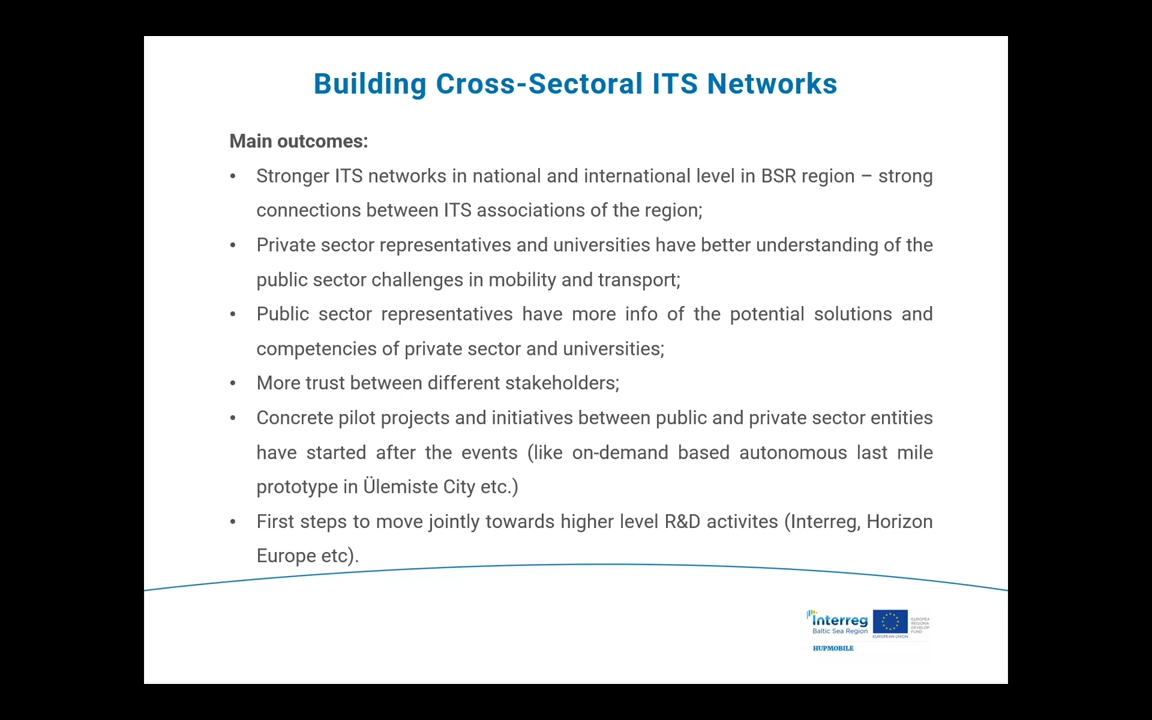 Building Cross-Sectoral ITS Networks
Main outcomes:
• Stronger ITS networks in national and international level in BSR region – strong
connections between ITS associations of the region;
• Private sector representatives and universities have better understanding of the
public sector challenges in mobility and transport;
• Public sector representatives have more info of the potential solutions and
competencies of private sector and universities;
• More trust between different stakeholders;
• Concrete pilot projects and initiatives between public and private sector entities
have started after the events (like on-demand based autonomous last mile
prototype in Ülemiste City etc.)
• First steps to move jointly towards higher level R&D activites (Interreg, Horizon
Europe etc).
Interreg
Baltic Sea Region
EUROPEAN UNION
EUROPEA
REGIONA
DEVELOP
FUND
HUPMOBILE